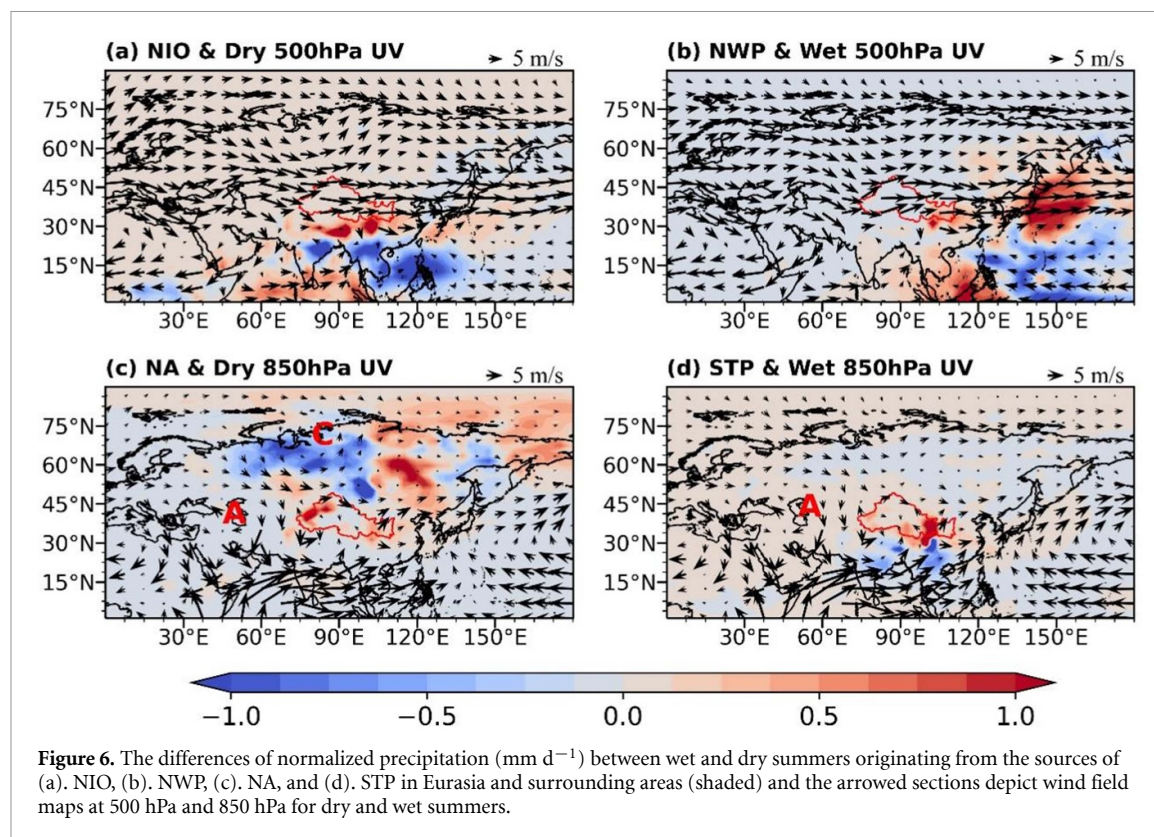 (a) NIO & Dry 500hPa UV
5 m/s
(b) NWP & Wet 500hPa UV
5 m/s
75°N
60°N
45°N
30°N
15°N
30°E 60°E 90°E 120°E 150°E
75°N
60°N
45°N
30°N
15°N
30°E 60°E 90°E 120°E 150°E
(c) NA & Dry 850hPa UV
5 m/s
(d) STP & Wet 850hPa UV
5 m/s
75°N
60°N
45°N
30°N
15°N
C
A
30°E 60°E 90°E 120°E 150°E
75°N
60°N
45°N
30°N
15°N
A
30°E 60°E 90°E 120°E 150°E
−1.0 −0.5 0.0 0.5 1.0
Figure 6. The differences of normalized precipitation (mm d−1) between wet and dry summers originating from the sources of
(a). NIO, (b). NWP, (c). NA, and (d). STP in Eurasia and surrounding areas (shaded) and the arrowed sections depict wind field
maps at 500 hPa and 850 hPa for dry and wet summers.